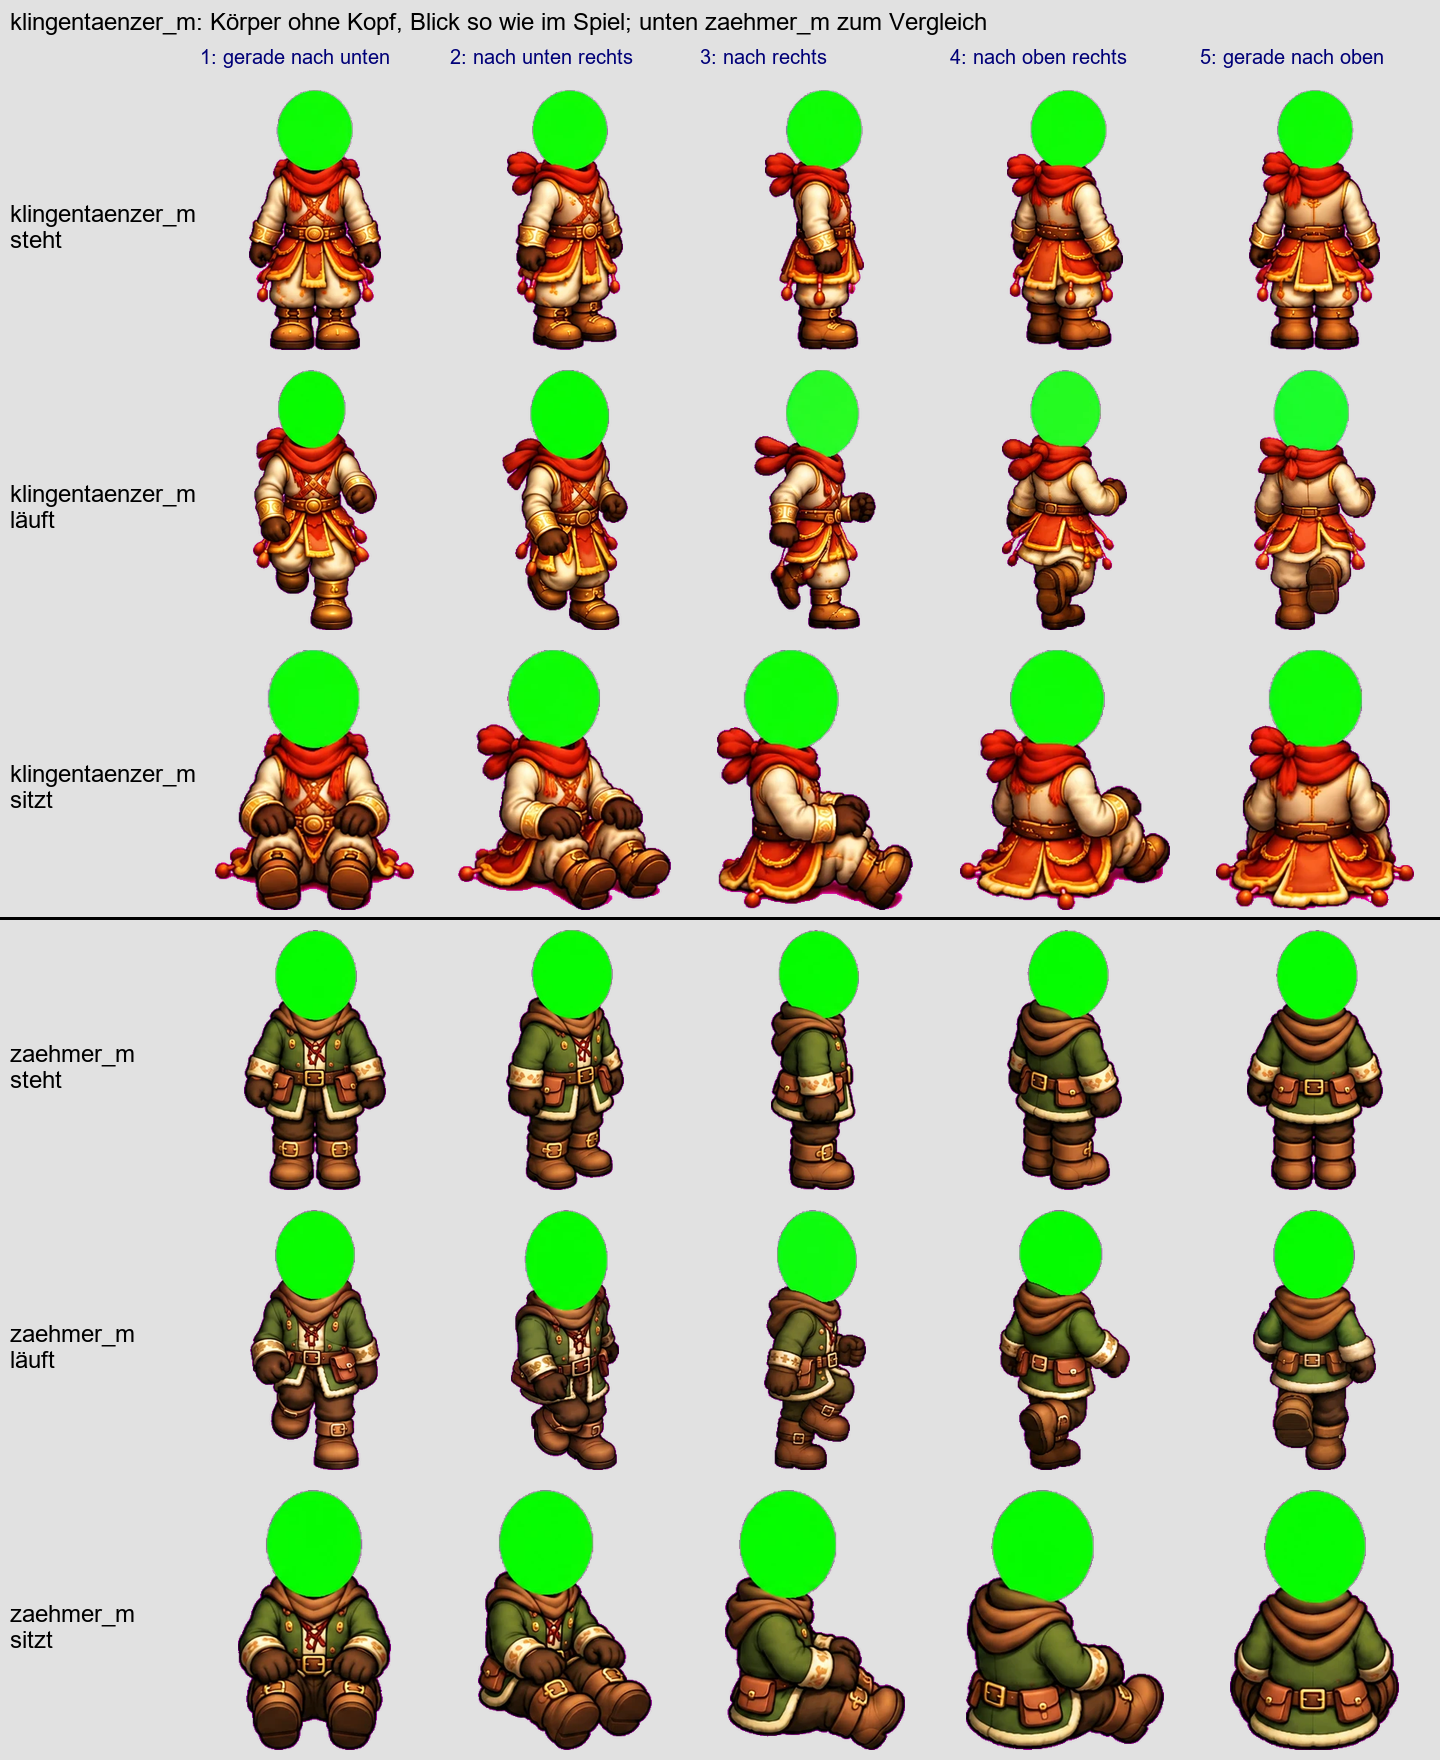 klingentaenzer_m: Körper ohne Kopf, Blick so wie im Spiel; unten zaehmer_m zum Vergleich
1: gerade nach unten
2: nach unten rechts
3: nach rechts
4: nach oben rechts
5: gerade nach oben
klingentaenzer_m
steht
klingentaenzer_m
läuft
klingentaenzer_m
sitzt
zaehmer_m
steht
zaehmer_m
läuft
zaehmer_m
sitzt